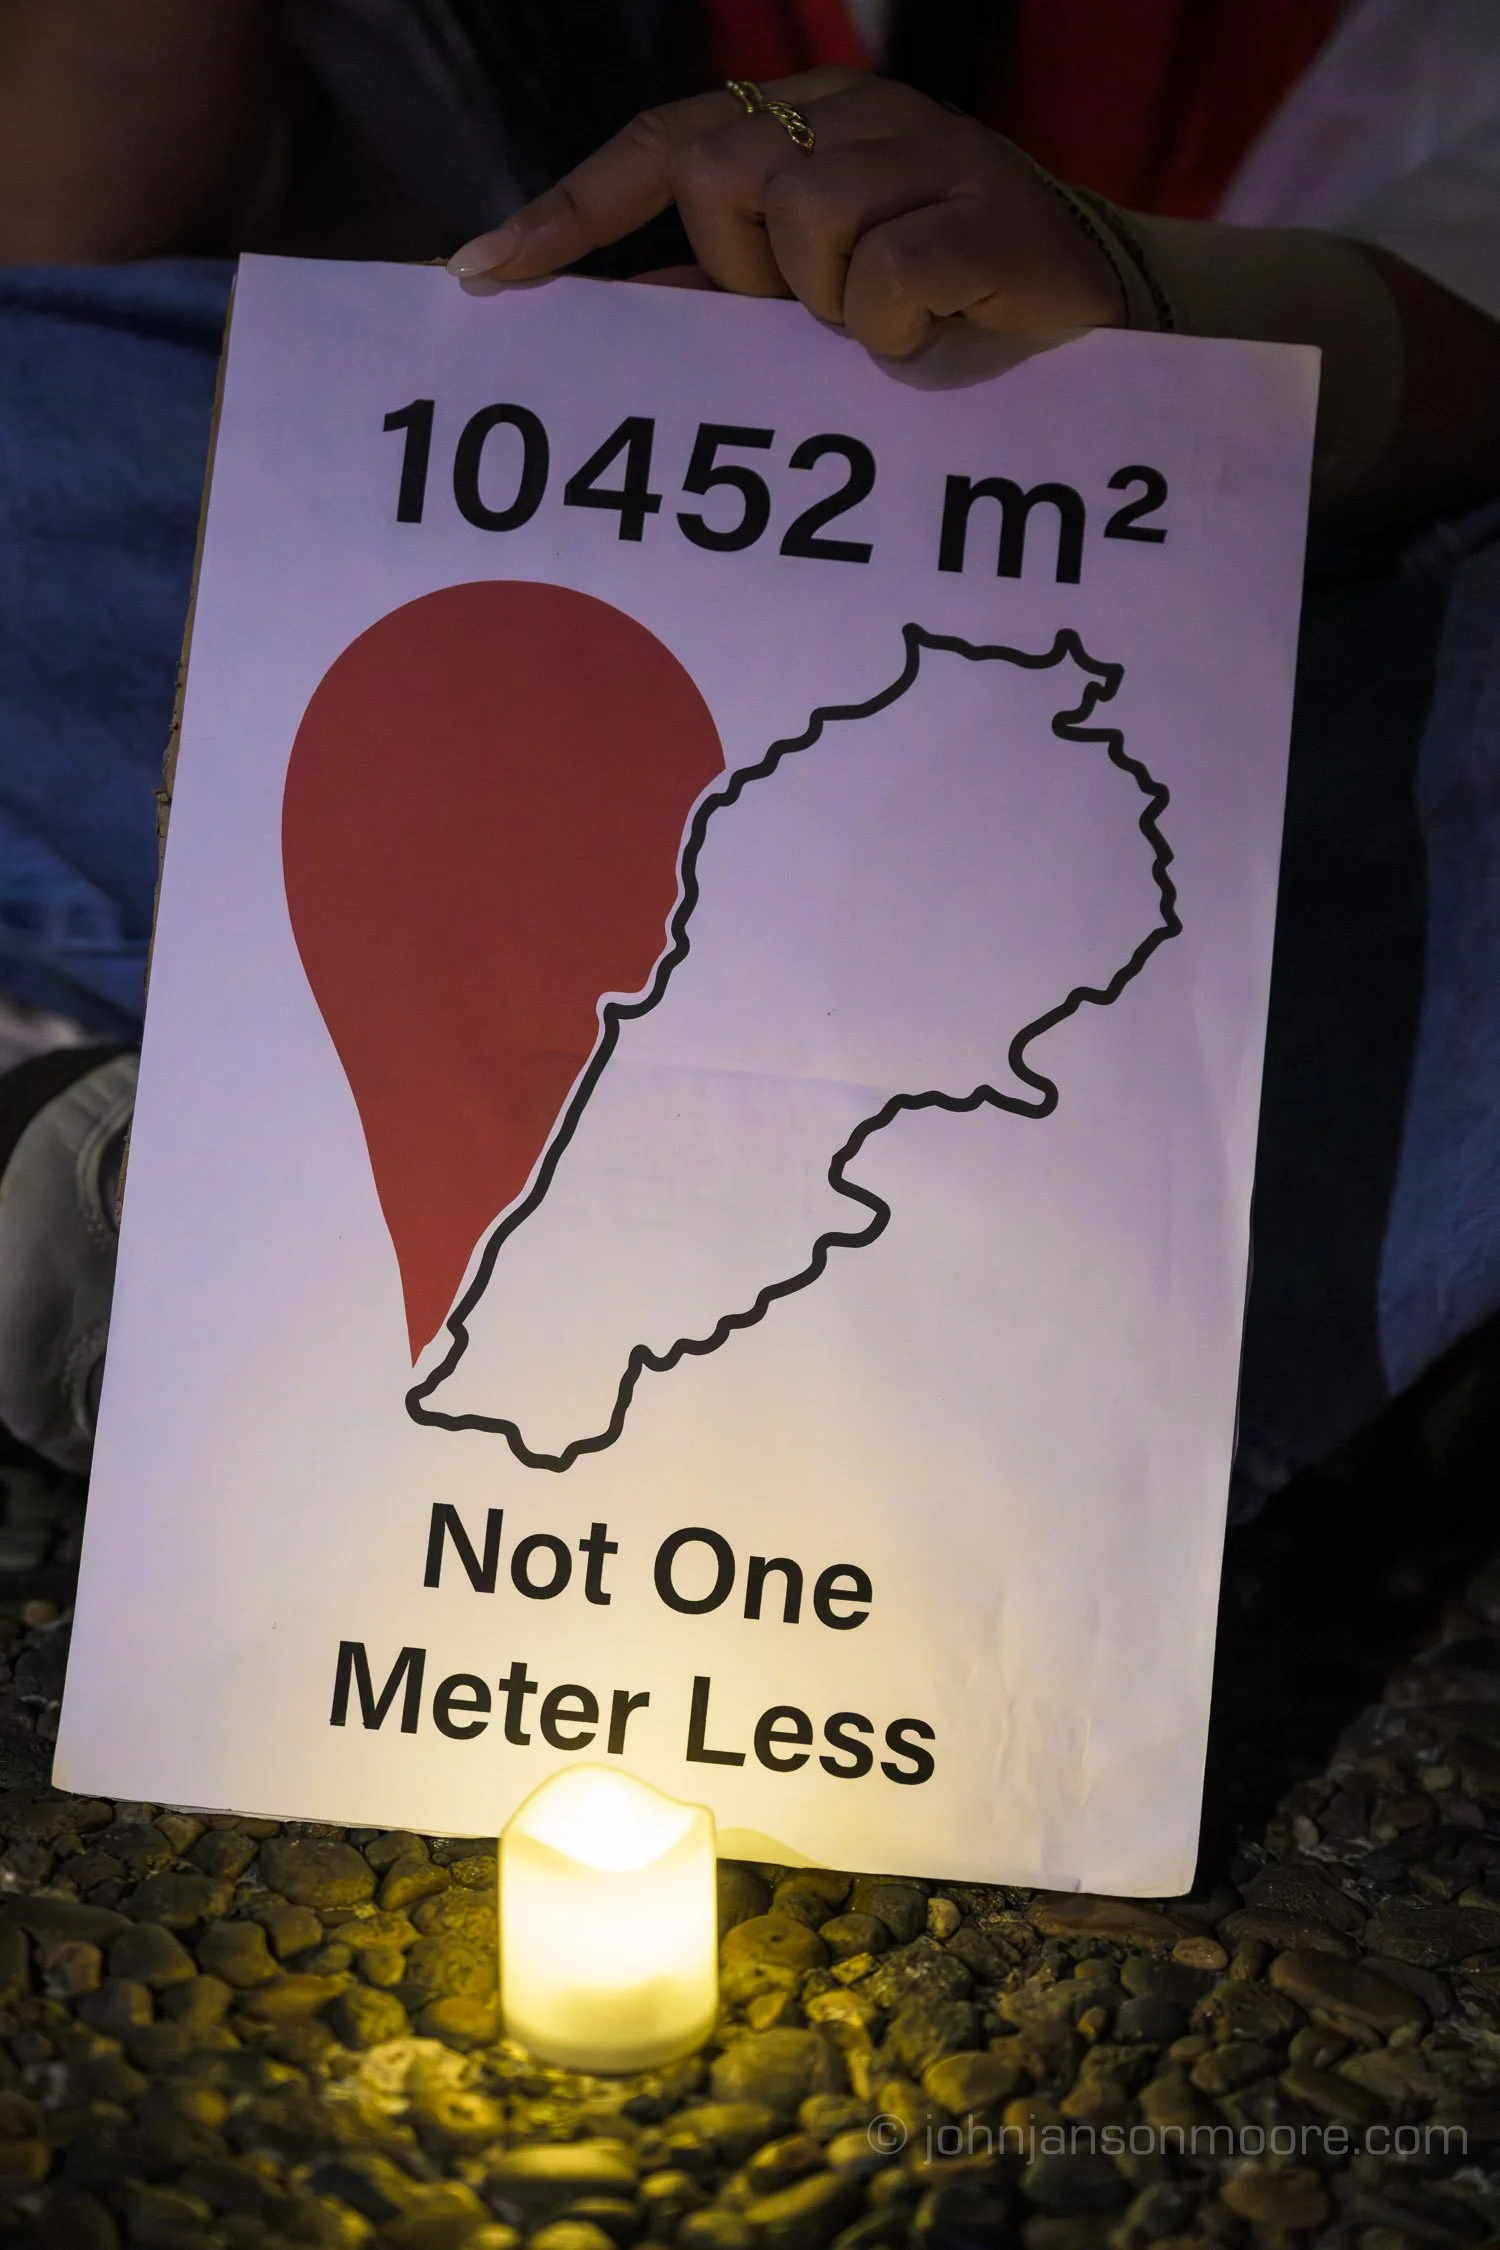 10452 m²
Not One
Meter Less
© johnjansonmoore.com